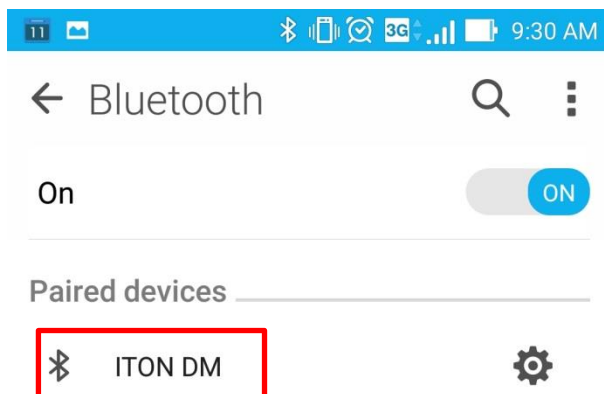 11 3G 9:30 AM
Bluetooth
On ON
Paired devices
ITON DM